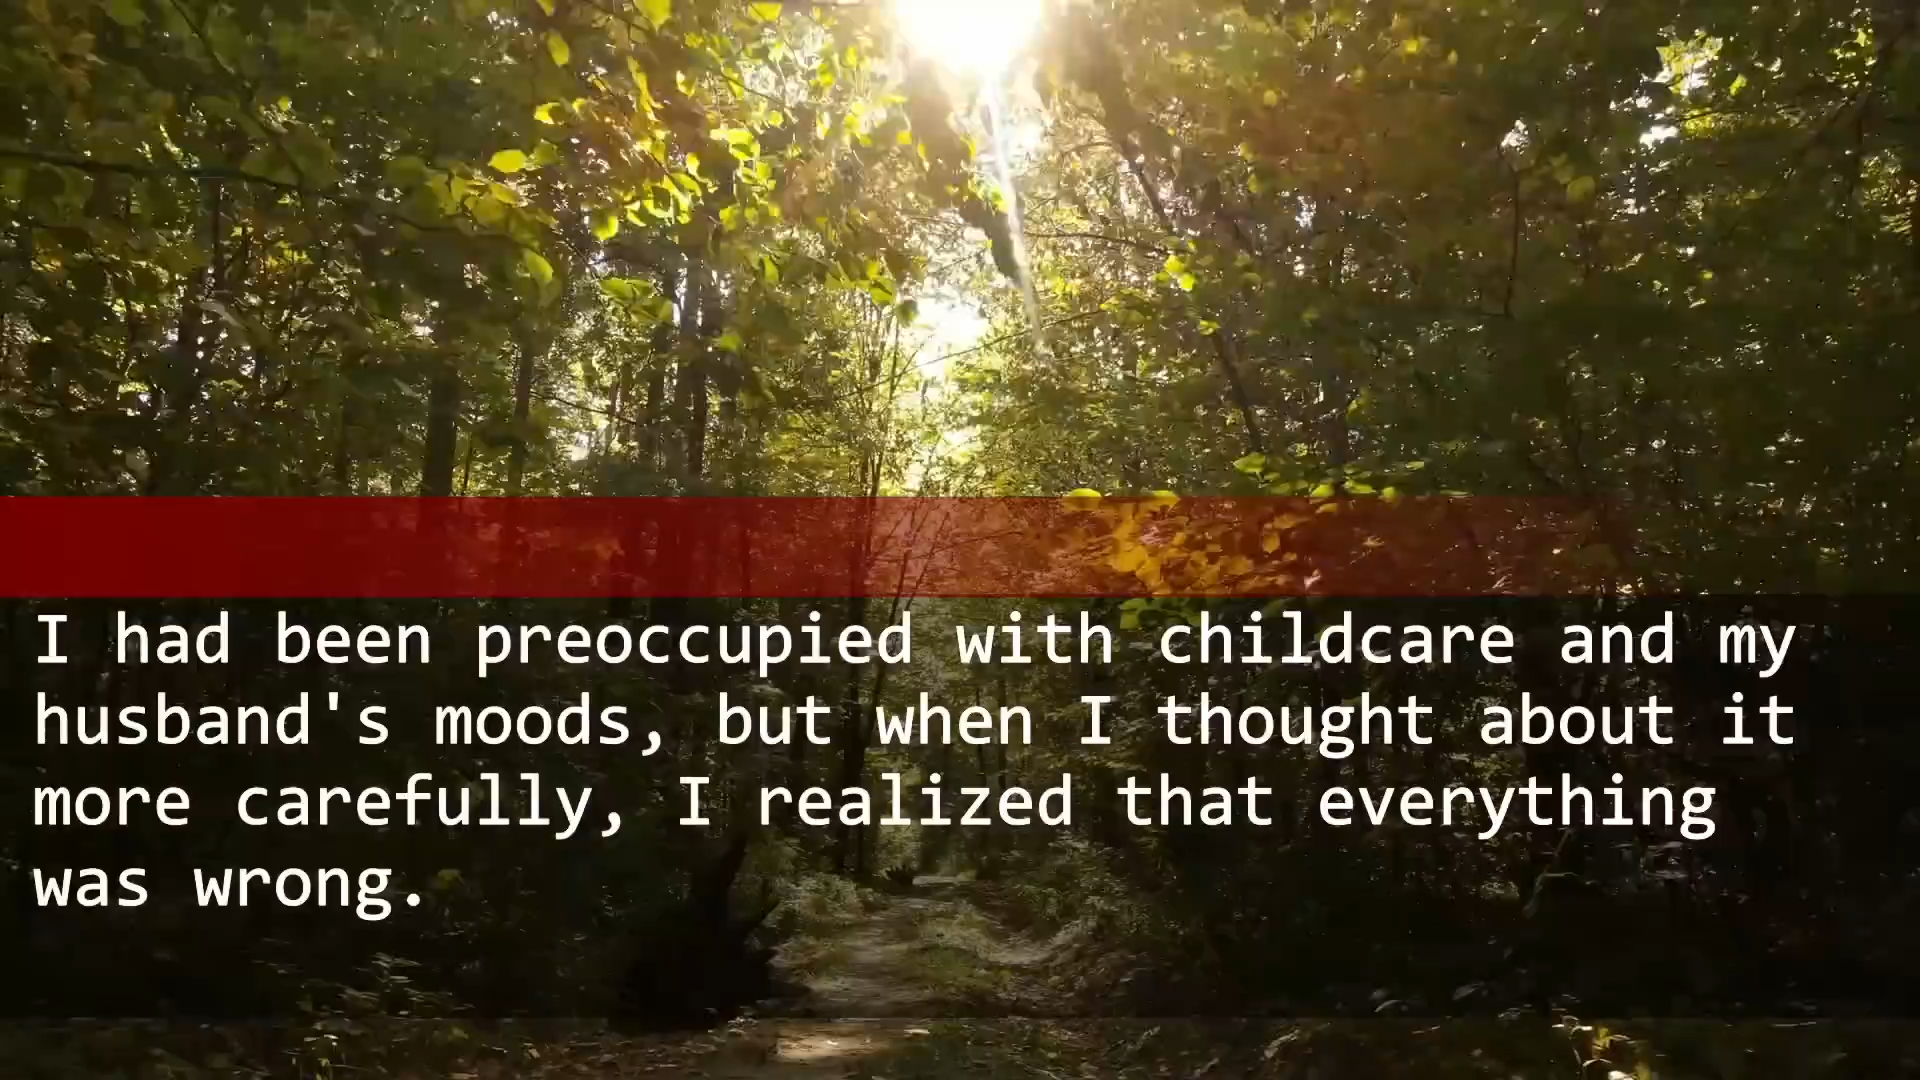 I had been preoccupied with childcare and my
husband's moods, but when I thought about it
more carefully, I realized that everything
was wrong.